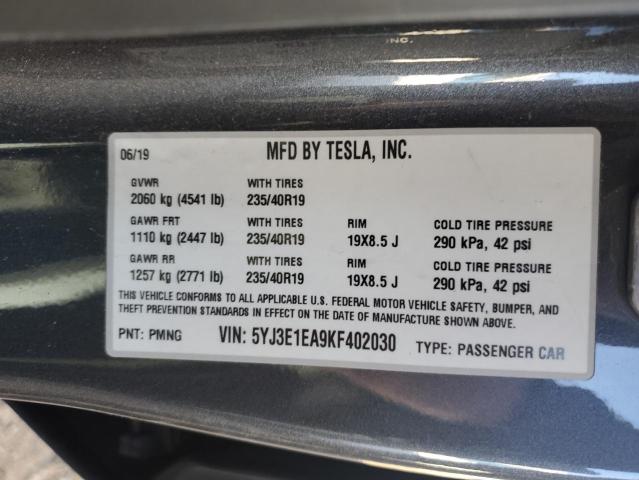 INC.
06/19 MFD BY TESLA, INC.
GVWR WITH TIRES
2060 kg (4541 lb) 235/40R19
GAWR FRT WITH TIRES RIM COLD TIRE PRESSURE
1110 kg (2447 lb) 235/40R19 19X8.5 J 290 kPa, 42 psi
GAWR RR WITH TIRES RIM COLD TIRE PRESSURE
1257 kg (2771 lb) 235/40R19 19X8.5 J 290 kPa, 42 psi
THIS VEHICLE CONFORMS TO ALL APPLICABLE U.S. FEDERAL MOTOR VEHICLE SAFETY, BUMPER, AND
THEFT PREVENTION STANDARDS IN EFFECT ON THE DATE OF MANUFACTURE SHOWN ABOVE.
PNT: PMNG VIN: 5YJ3E1EA9KF402030 TYPE: PASSENGER CAR